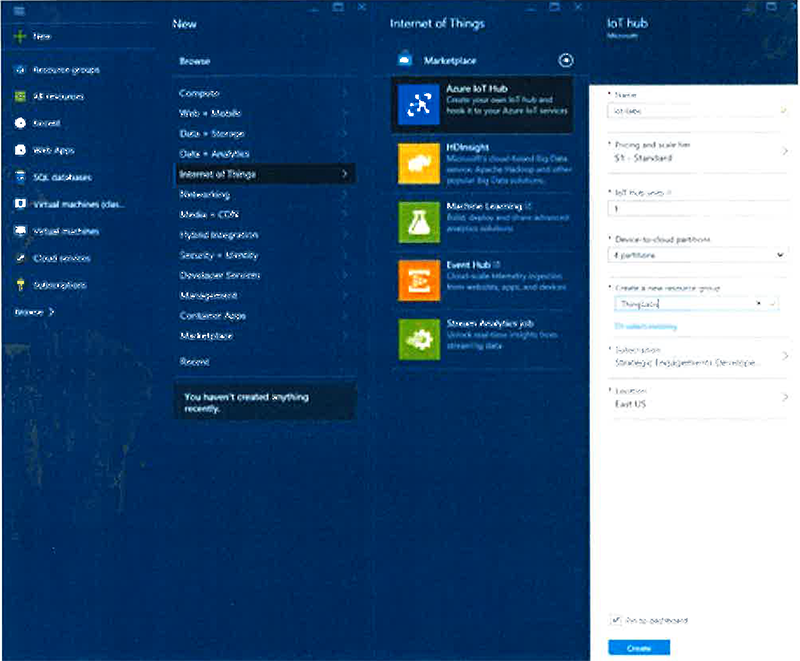 New
Resource groups
All resources
Recent
Web Apps
SQL databases
Virtual machines (clas...
Virtual machines
Cloud services
Subscriptions
Browse >
New
Browse
Compute
Web + Mobile
Data + Storage
Data + Analytics
Internet of Things
Networking
Media + CDN
Hybrid Integration
Security + Identity
Developer Services
Management
Container Apps
Marketplace
Recent
You haven't created anything
recently.
Internet of Things
Marketplace
Azure IoT Hub
Create your own IoT hub and
hook it to your Azure IoT services
HDInsight
Microsoft's cloud-based Big Data
service. Apache Hadoop and other
popular Big Data solutions.
Machine Learning
Build, deploy and share advanced
analytics solutions
Event Hub
Cloud-scale telemetry ingestion
from websites, apps, and devices
Stream Analytics job
Unlock real-time insights from
streaming data
IoT hub
Microsoft
* Name
iot-labs
* Pricing and scale tier
S1 - Standard
* IoT Hub units
1
* Device-to-cloud partitions
4 partitions
* Create a new resource group
ThingLabs
Or select existing
* Subscription
Strategic Engagements Develope...
* Location
East US
Pin to dashboard
Create